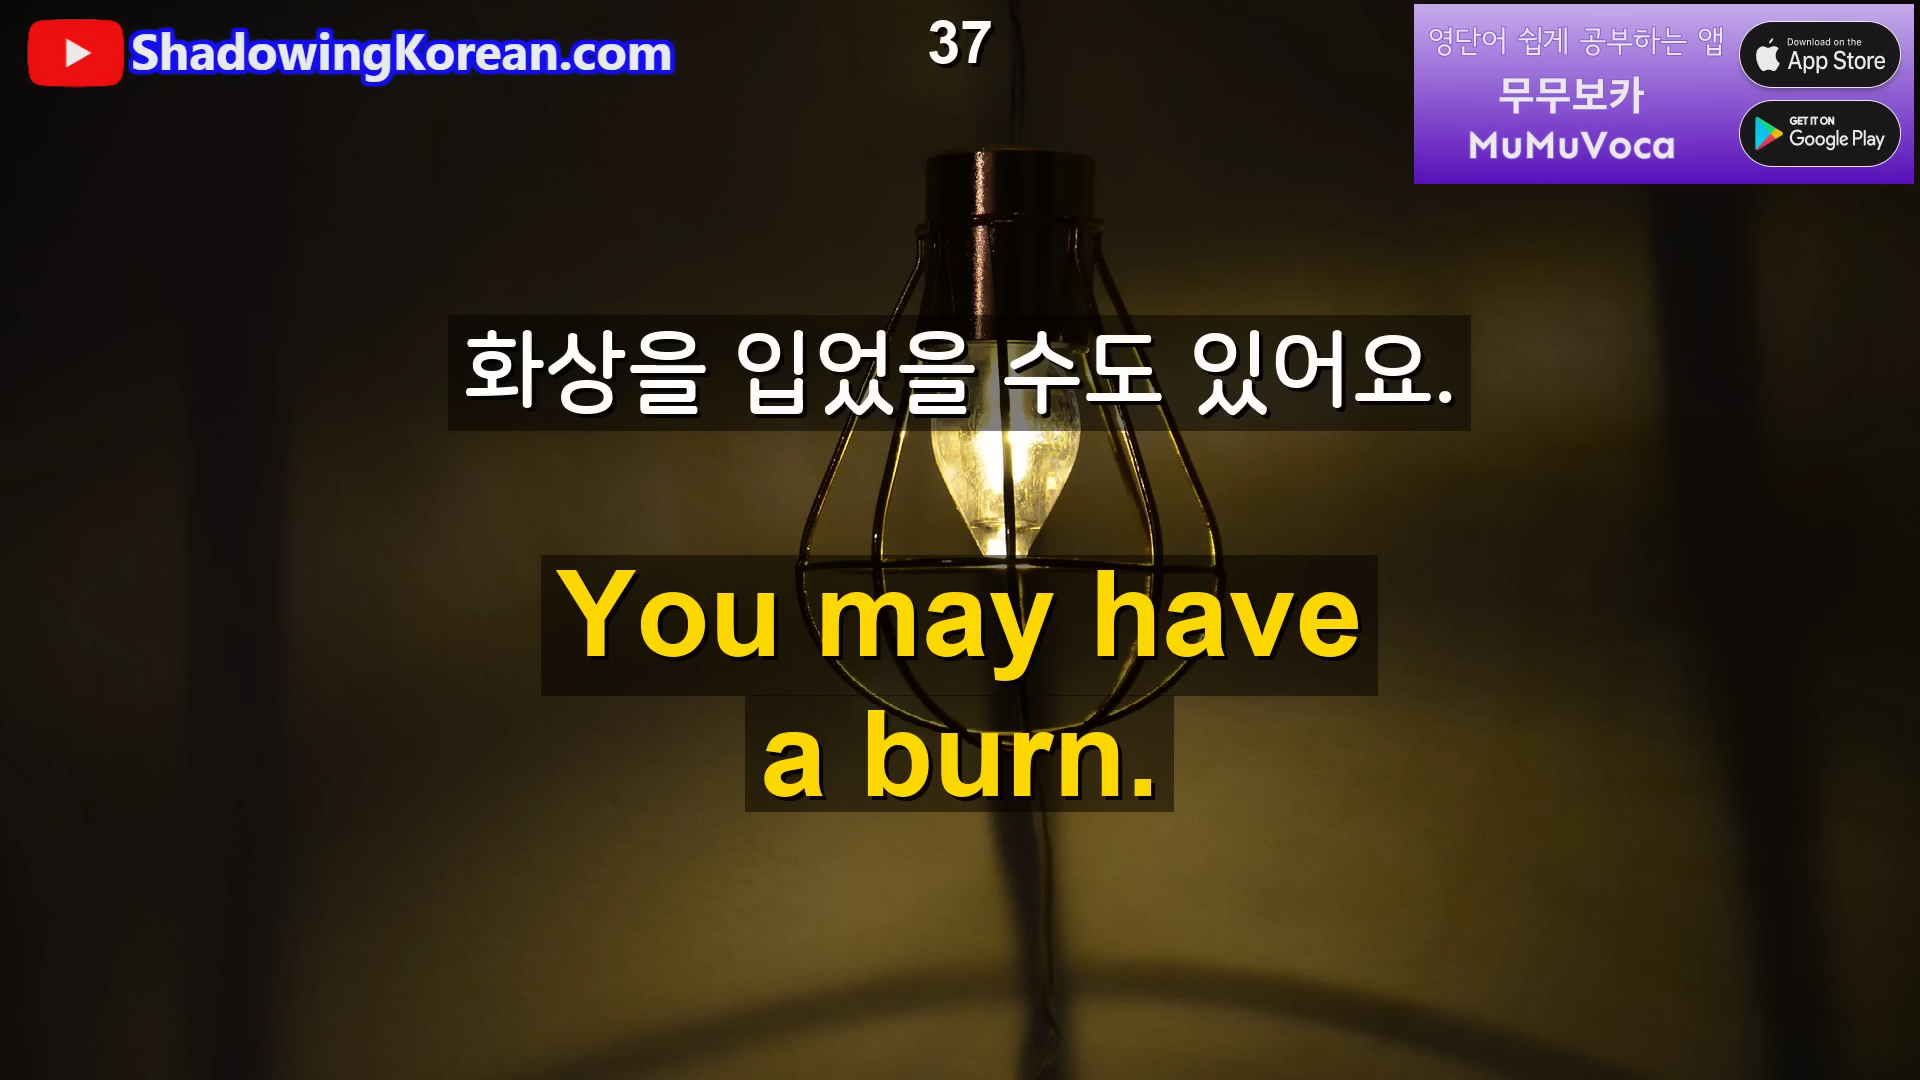 ShadowingKorean.com
37
영단어 쉽게 공부하는 앱
무무보카
MuMuVoca
Download on the
App Store
GET IT ON
Google Play
화상을 입었을 수도 있어요.
You may have
a burn.